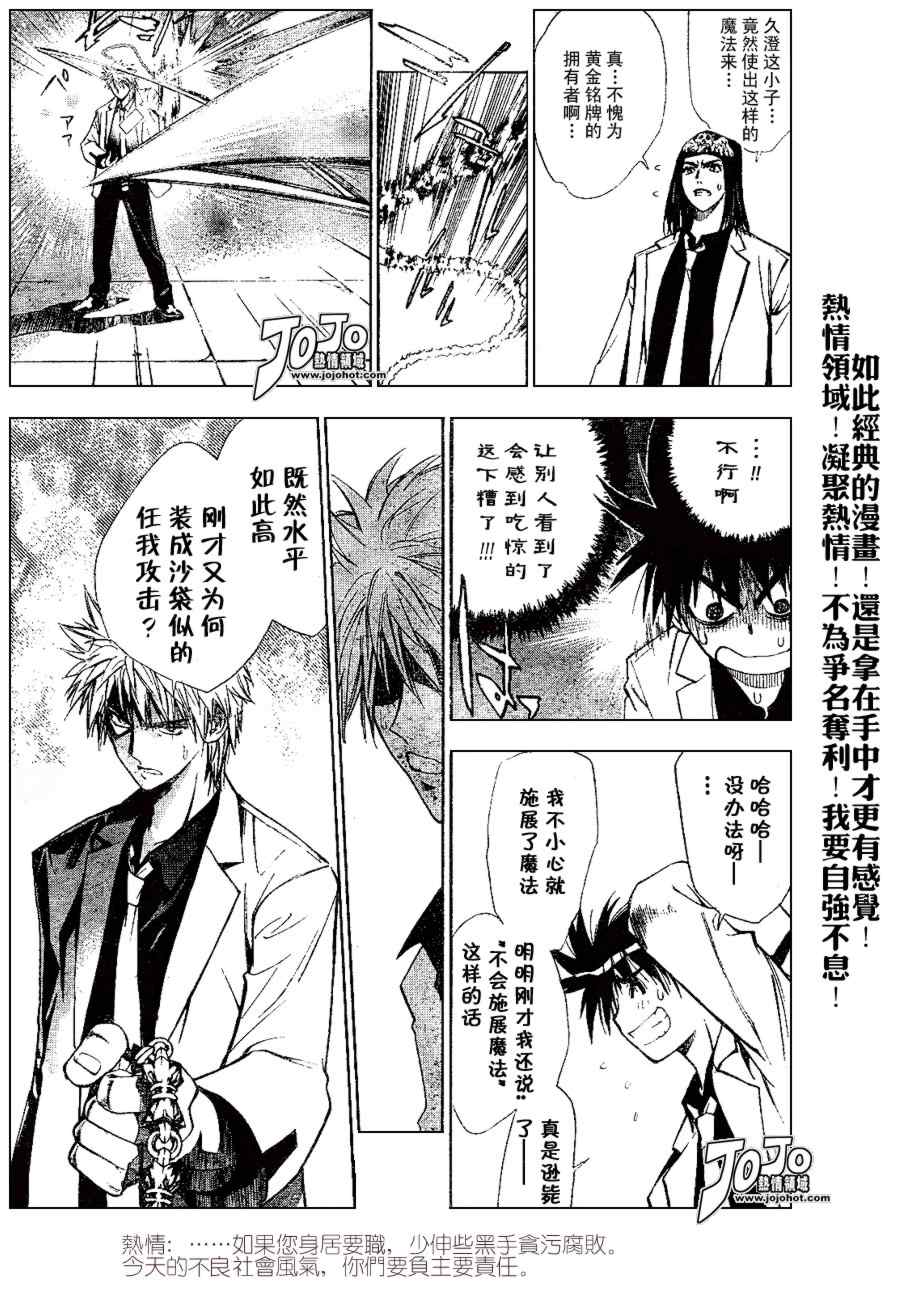 久澄这小子…
竟然使出这样的
魔法来…
真…不愧为
黄金铭牌的
拥有者啊…
ペ
ア
ァ
JOJO
熱情領域
www.jojohot.com
…!!
不行啊
让别人看到了
会感到吃惊的
这下糟了!!!
既然水平
如此高
刚才又为何
装成沙袋似的
任我攻击?
哈哈哈—
没办法呀—
…
我不小心就
施展了魔法
明明刚才我还说
"不会施展魔法"
这样的话
真是逊毙
了—
JOJO
熱情領域
www.jojohot.com
如此經典的漫畫!還是拿在手中才更有感覺!
熱情領域!凝聚熱情!不為爭名奪利!我要自強不息!
熱情: ……如果您身居要職，少伸些黑手貪污腐敗。
今天的不良社會風氣，你們要負主要責任。